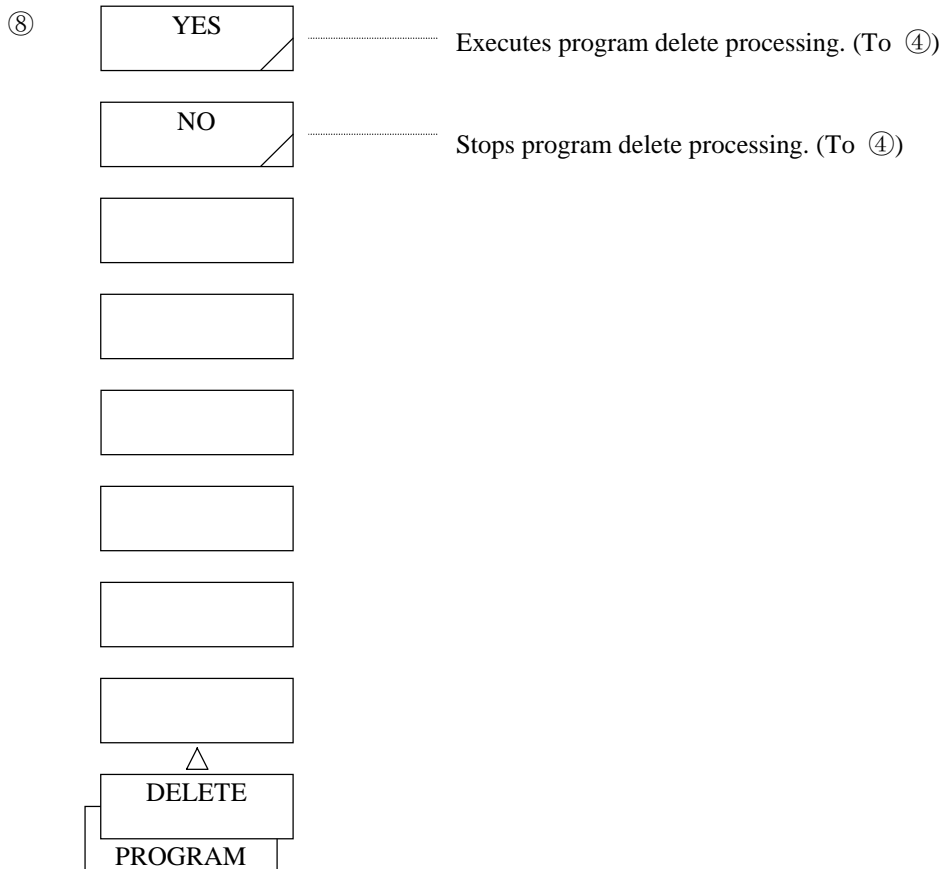 ⑧ YES Executes program delete processing. (To ④)
NO Stops program delete processing. (To ④)
DELETE
PROGRAM